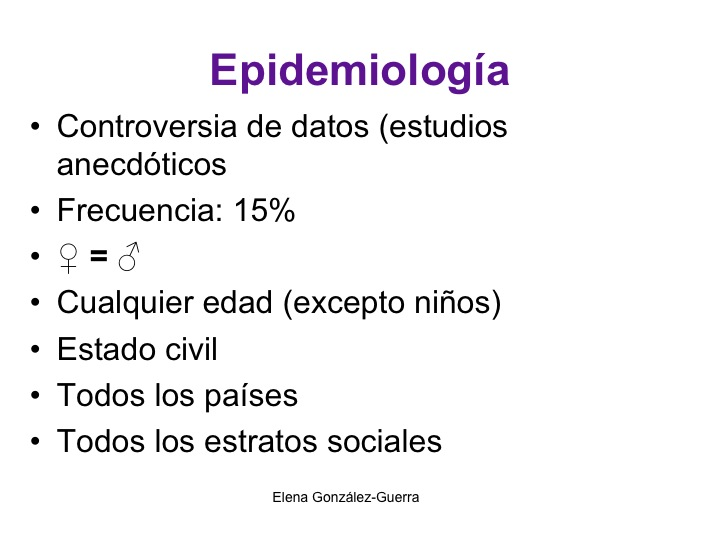 Epidemiología
• Controversia de datos (estudios
anecdóticos
• Frecuencia: 15%
• ♀ = ♂
• Cualquier edad (excepto niños)
• Estado civil
• Todos los países
• Todos los estratos sociales
Elena González-Guerra